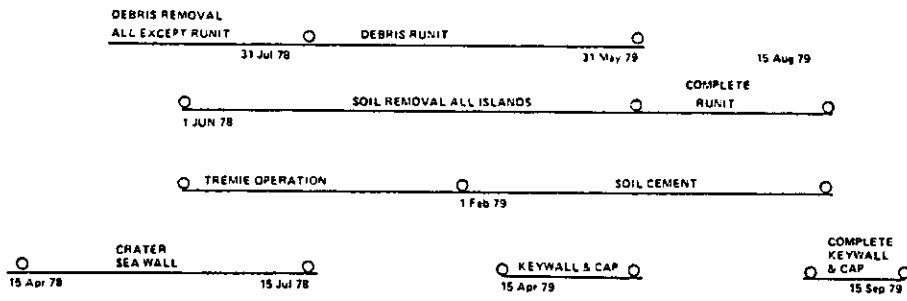 DEBRIS REMOVAL
ALL EXCEPT RUNIT
DEBRIS RUNIT
31 Jul 78
31 May 79
15 Aug 79
SOIL REMOVAL ALL ISLANDS
COMPLETE
RUNIT
1 JUN 78
TREMIE OPERATION
SOIL CEMENT
1 Feb 79
CRATER
SEA WALL
KEYWALL & CAP
COMPLETE
KEYWALL
& CAP
15 Apr 78
15 Jul 78
15 Apr 79
15 Sep 79